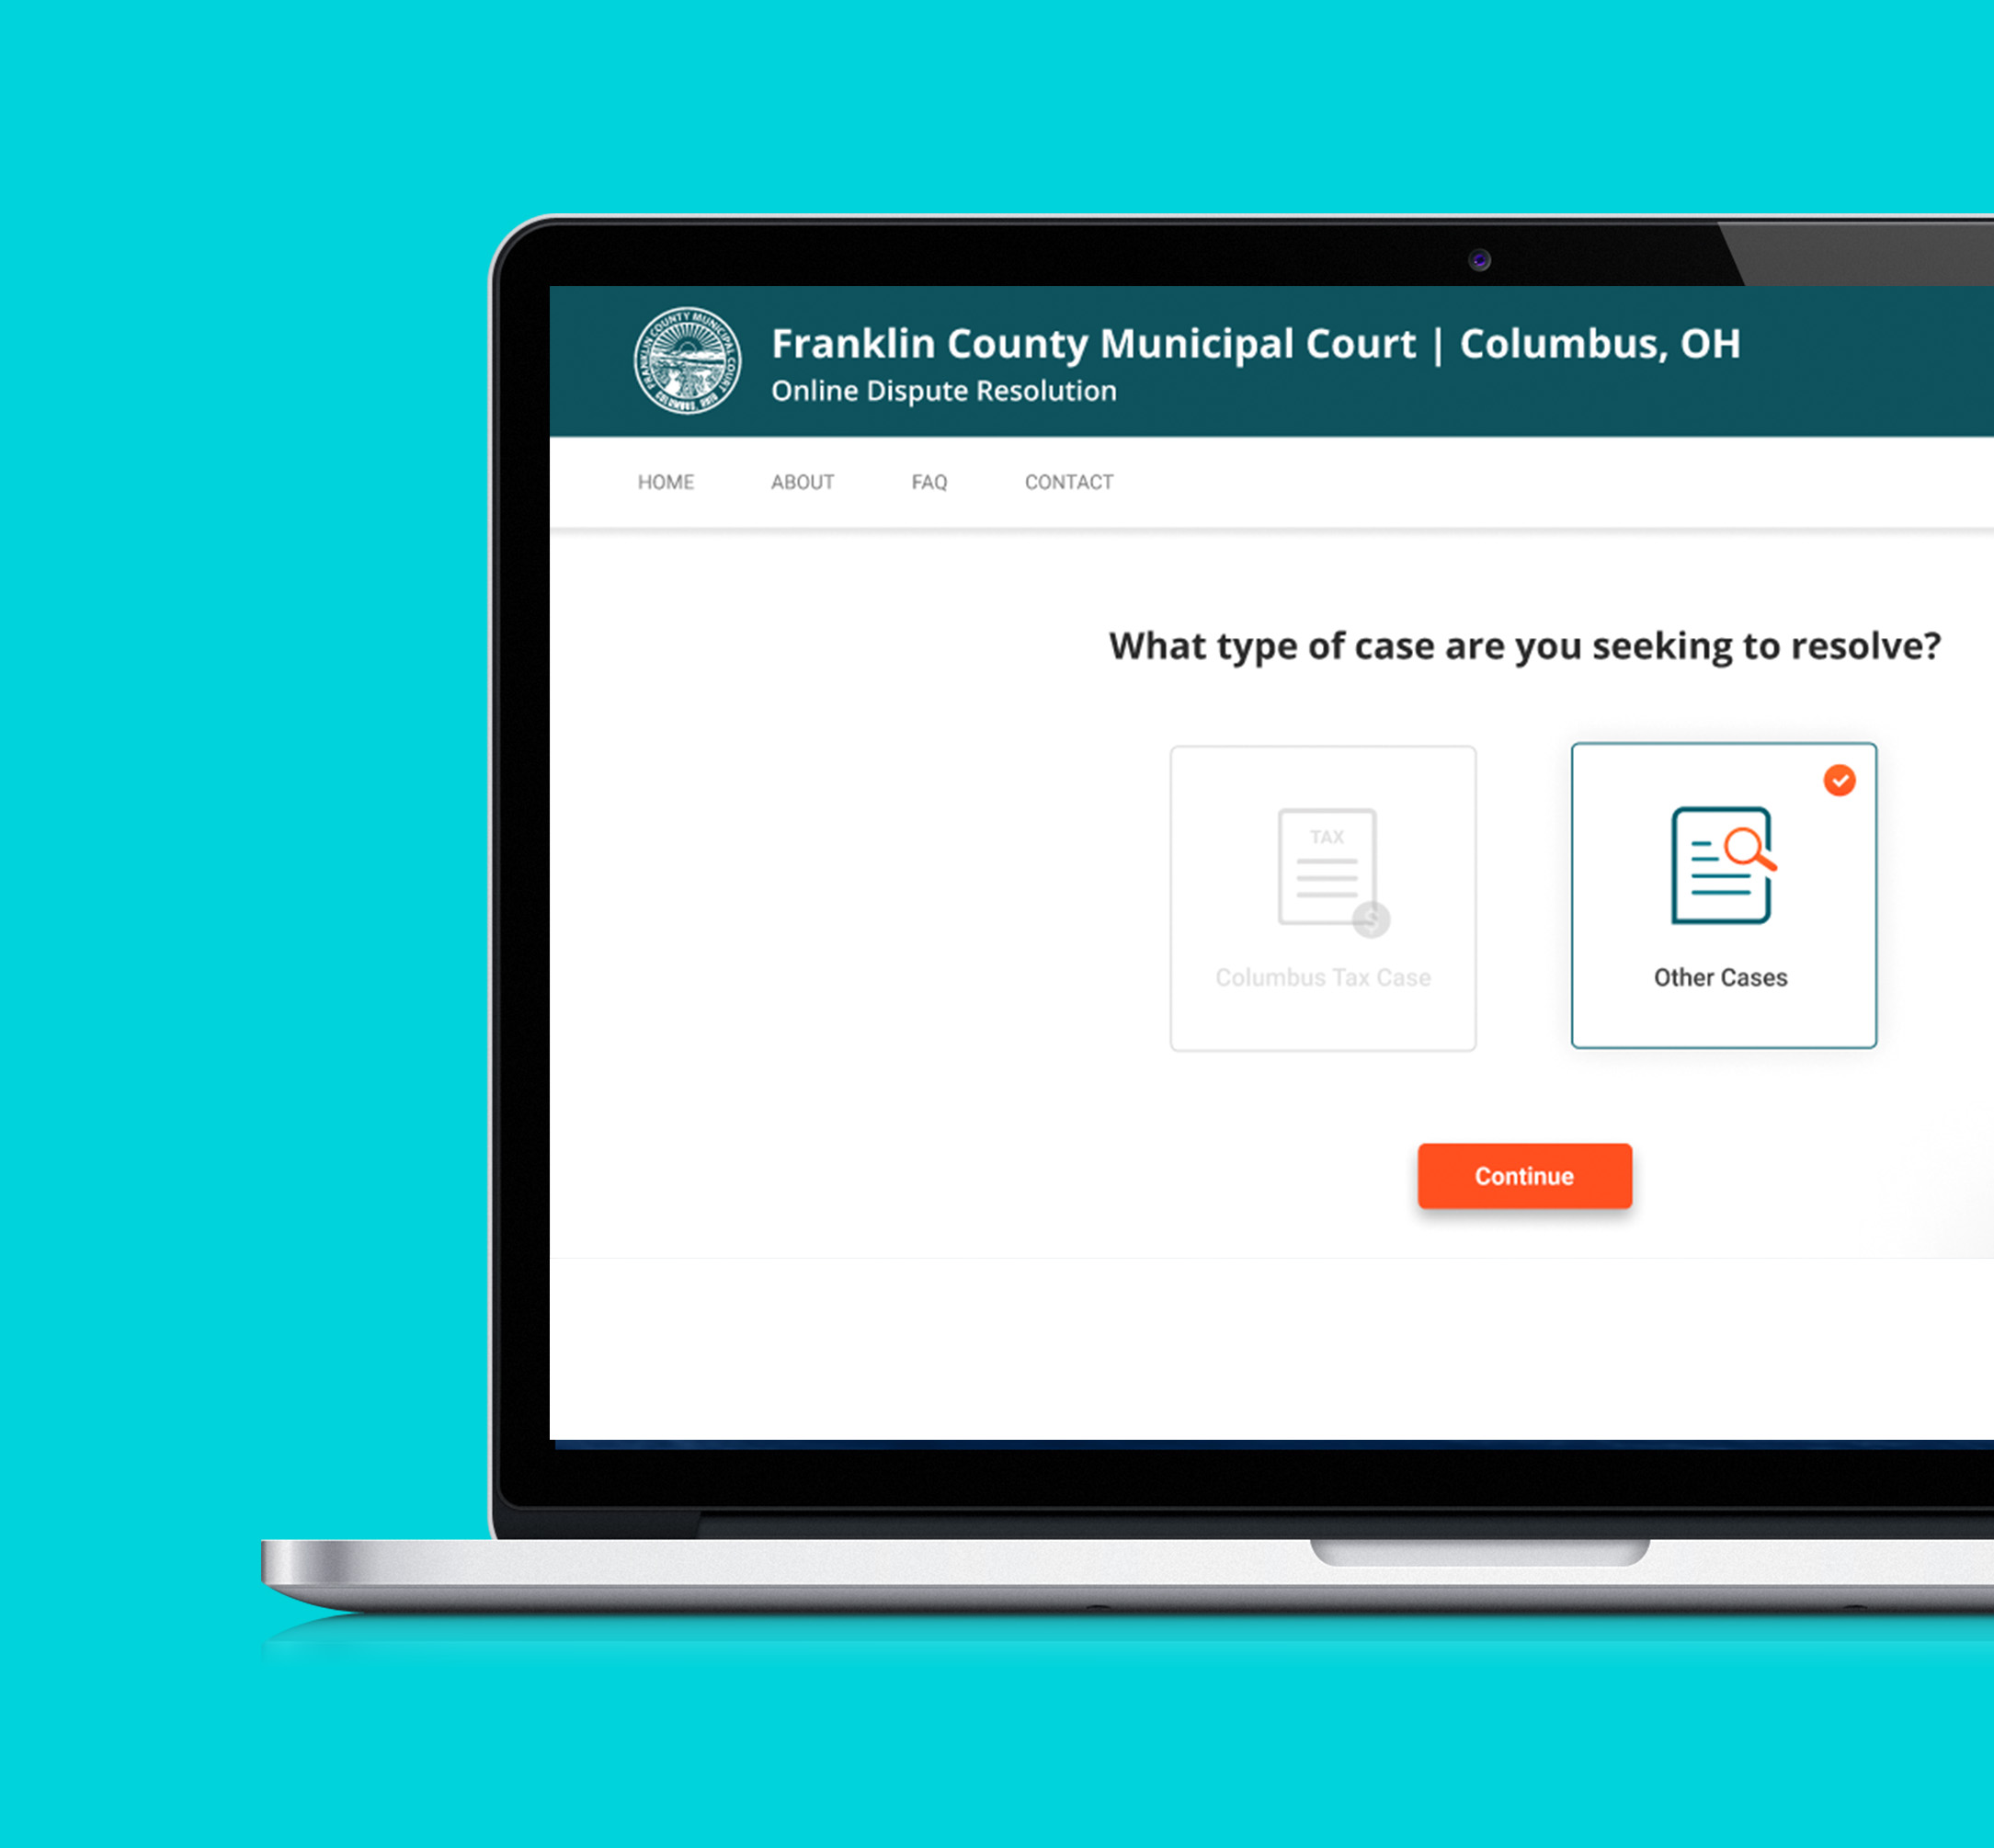 FRANKLIN COUNTY MUNICIPAL COURT
COLUMBUS, OHIO
Franklin County Municipal Court | Columbus, OH
Online Dispute Resolution
HOME ABOUT FAQ CONTACT
What type of case are you seeking to resolve?
TAX
$
Columbus Tax Case
Other Cases
Continue